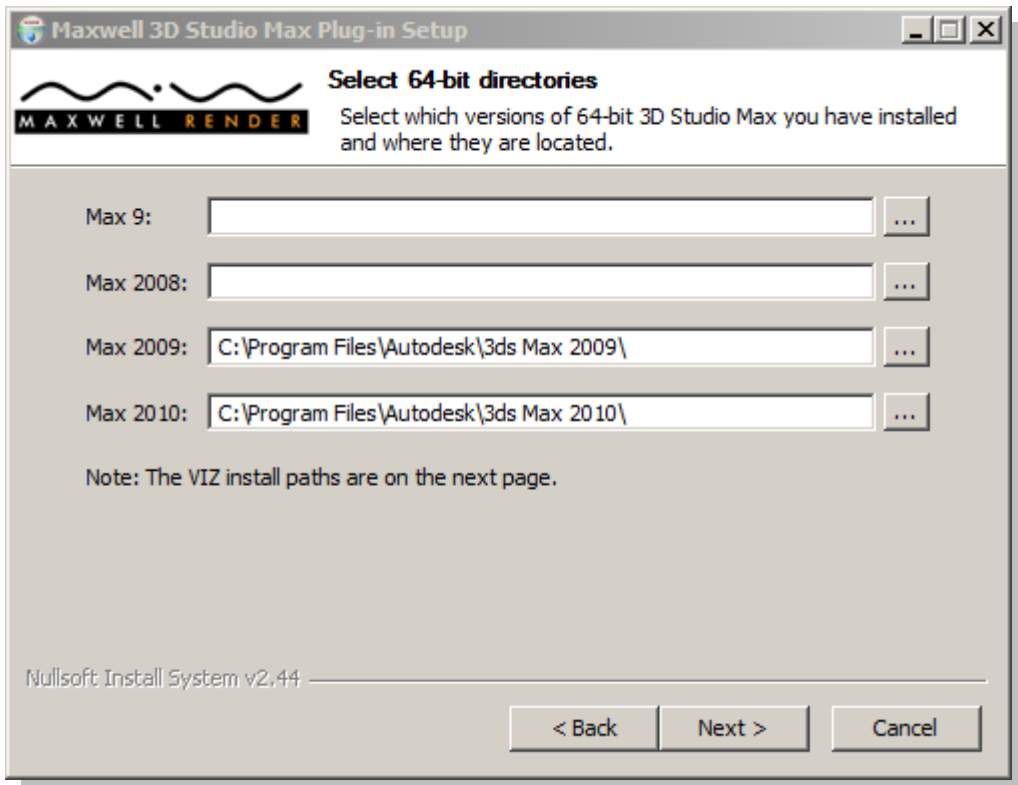 Maxwell 3D Studio Max Plug-in Setup
MAXWELL RENDER
Select 64-bit directories
Select which versions of 64-bit 3D Studio Max you have installed
and where they are located.
Max 9:
...
Max 2008:
...
Max 2009: C:\Program Files\Autodesk\3ds Max 2009\ ...
Max 2010: C:\Program Files\Autodesk\3ds Max 2010\ ...
Note: The VIZ install paths are on the next page.
Nullsoft Install System v2.44
< Back Next > Cancel